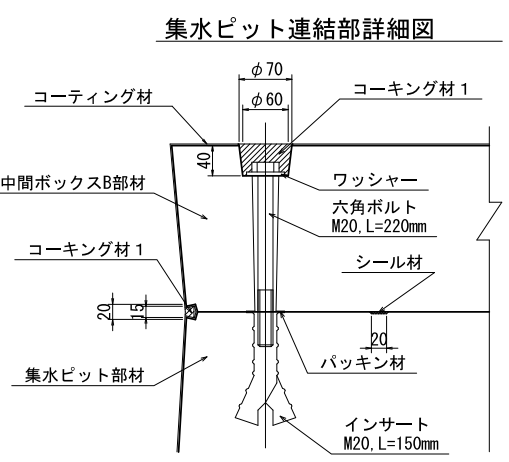 集水ピット連結部詳細図
φ70
コーキング材1
コーティング材
φ60
40
ワッシャー
中間ボックスB部材
六角ボルト
M20,L=220mm
コーキング材1
シール材
20
15
20
パッキン材
集水ピット部材
インサート
M20,L=150mm